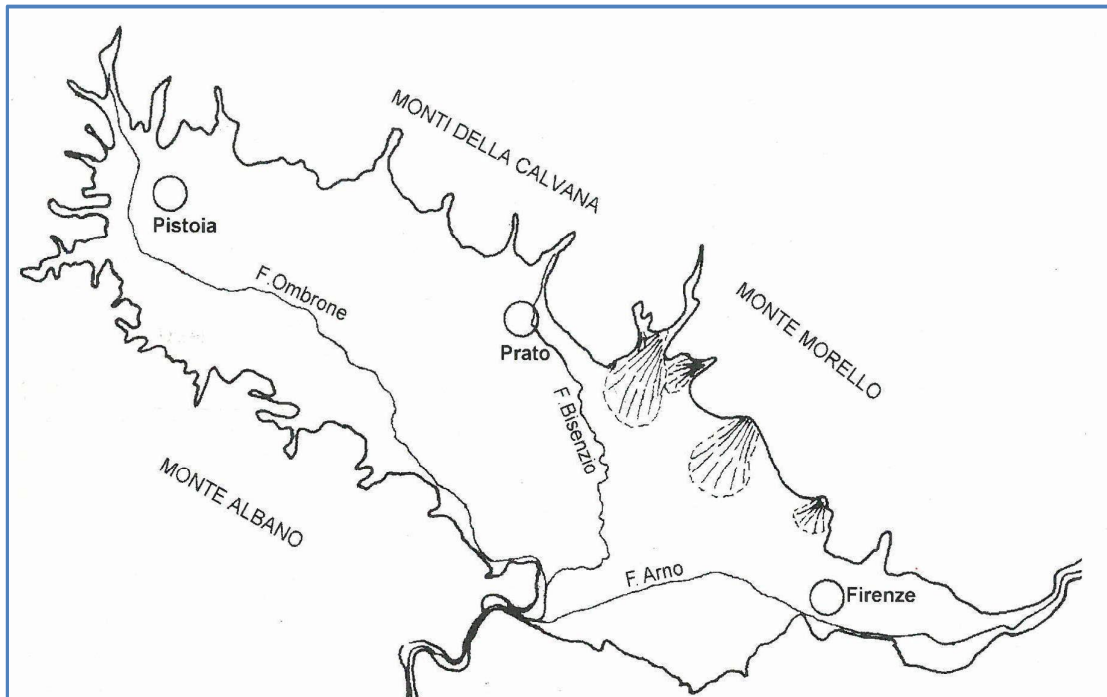 MONTI DELLA CALVANA
Pistoia
F. Ombrone
MONTE MORELLO
Prato
F. Bisenzio
MONTE ALBANO
F. Arno
Firenze